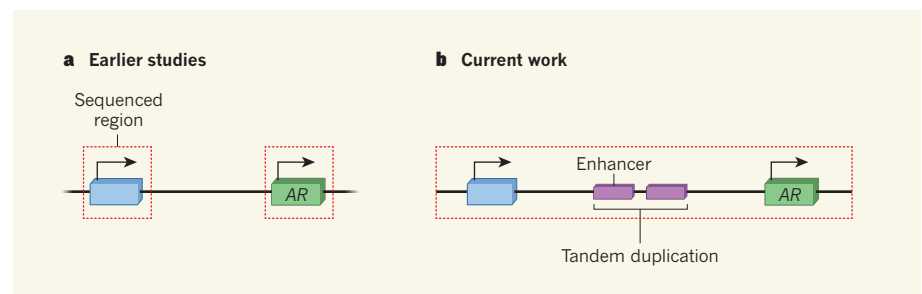 a Earlier studies
Sequenced
region
AR
b Current work
Enhancer
AR
Tandem duplication